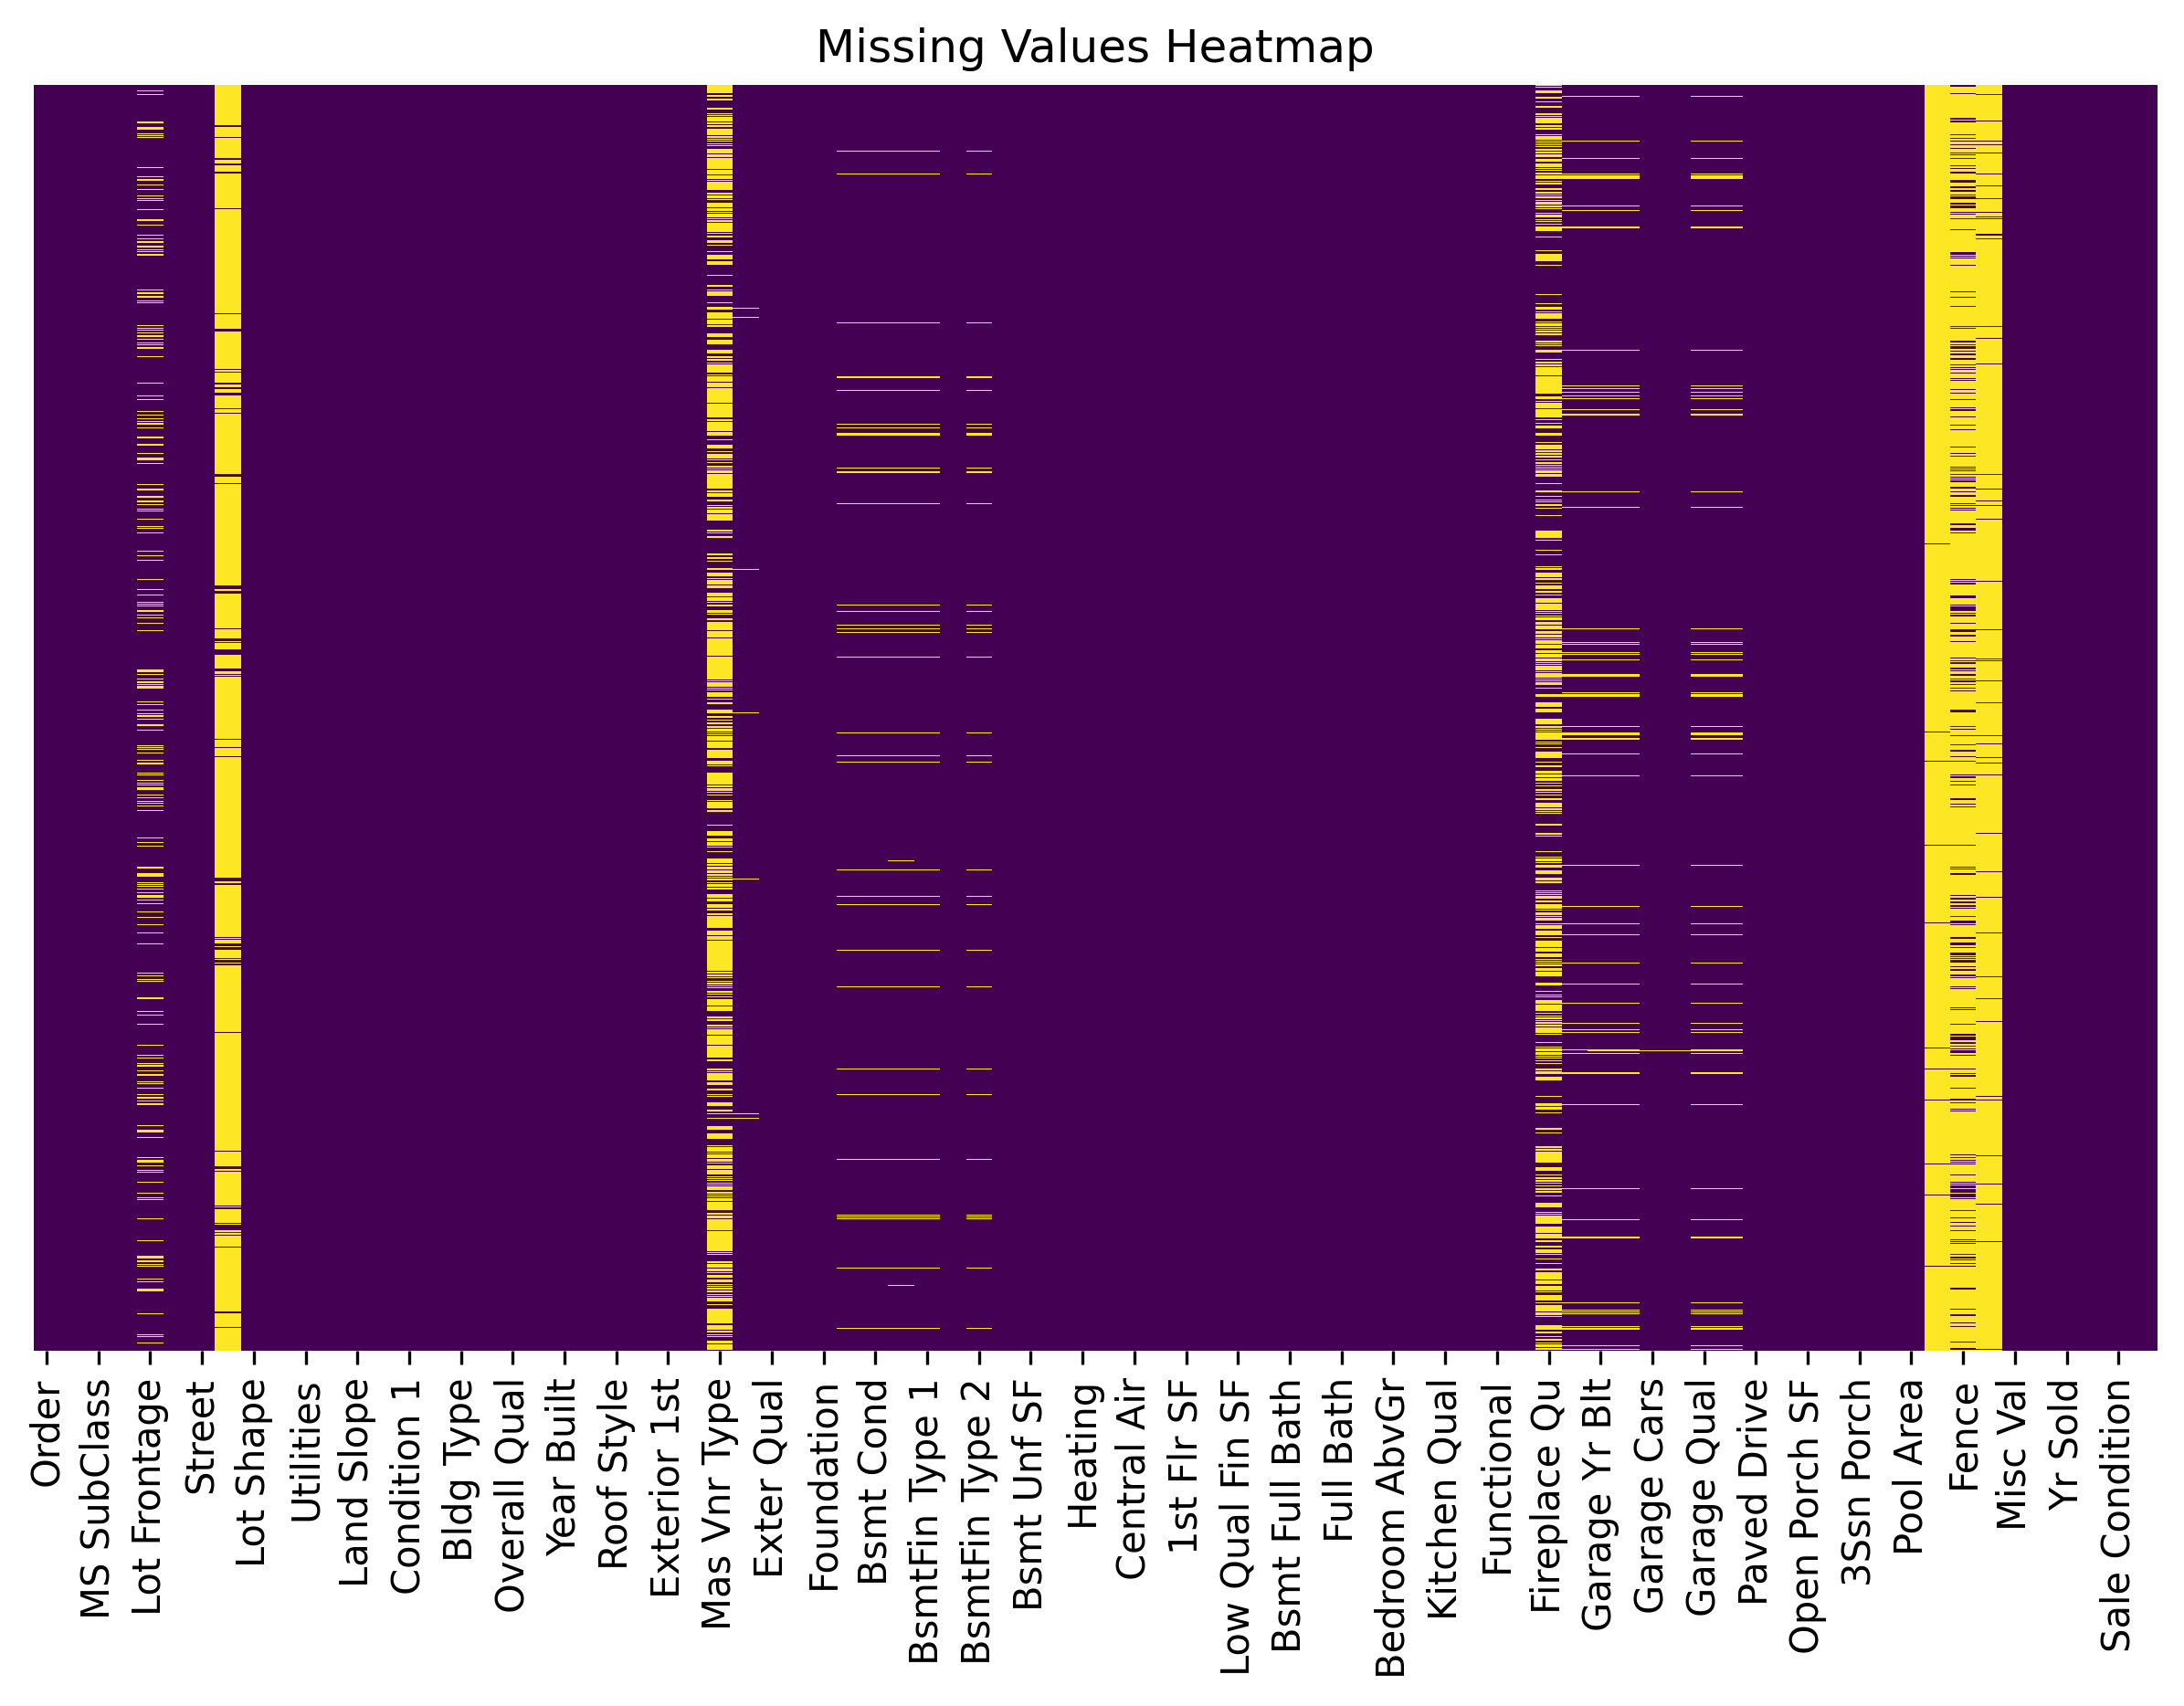 Missing Values Heatmap
Order
MS SubClass
Lot Frontage
Street
Lot Shape
Utilities
Land Slope
Condition 1
Bldg Type
Overall Qual
Year Built
Roof Style
Exterior 1st
Mas Vnr Type
Exter Qual
Foundation
Bsmt Cond
BsmtFin Type 1
BsmtFin Type 2
Bsmt Unf SF
Heating
Central Air
1st Flr SF
Low Qual Fin SF
Bsmt Full Bath
Full Bath
Bedroom AbvGr
Kitchen Qual
Functional
Fireplace Qu
Garage Yr Blt
Garage Cars
Garage Qual
Paved Drive
Open Porch SF
3Ssn Porch
Pool Area
Fence
Misc Val
Yr Sold
Sale Condition